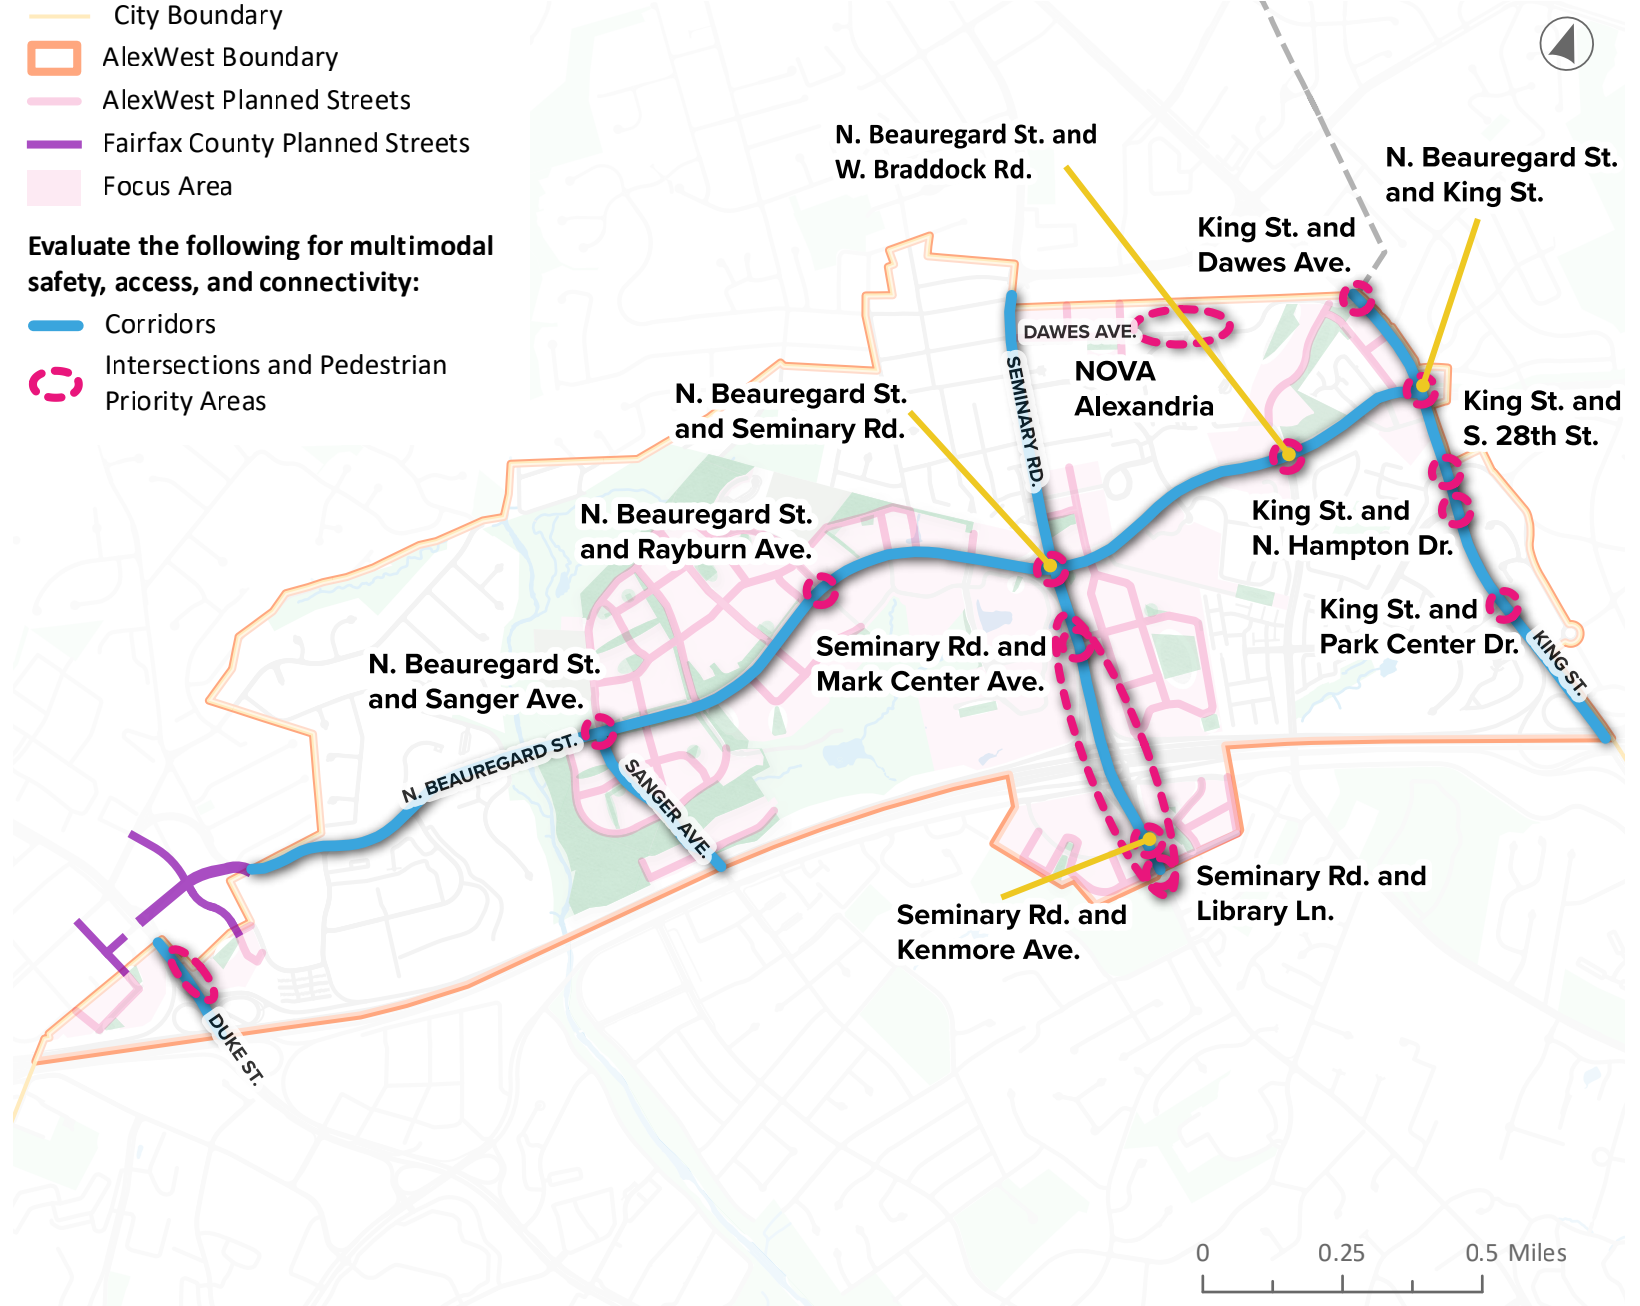 City Boundary
AlexWest Boundary
AlexWest Planned Streets
Fairfax County Planned Streets
Focus Area
Evaluate the following for multimodal
safety, access, and connectivity:
Corridors
Intersections and Pedestrian
Priority Areas
N. Beauregard St. and
W. Braddock Rd.
N. Beauregard St.
and King St.
King St. and
Dawes Ave.
DAWES AVE.
SEMINARY RD.
NOVA
Alexandria
N. Beauregard St.
and Seminary Rd.
King St. and
S. 28th St.
N. Beauregard St.
and Rayburn Ave.
King St. and
N. Hampton Dr.
King St. and
Park Center Dr.
KING ST.
Seminary Rd. and
Mark Center Ave.
N. Beauregard St.
and Sanger Ave.
N. BEAUREGARD ST.
SANGER AVE.
Seminary Rd. and
Library Ln.
Seminary Rd. and
Kenmore Ave.
DUKE ST.
0 0.25 0.5 Miles